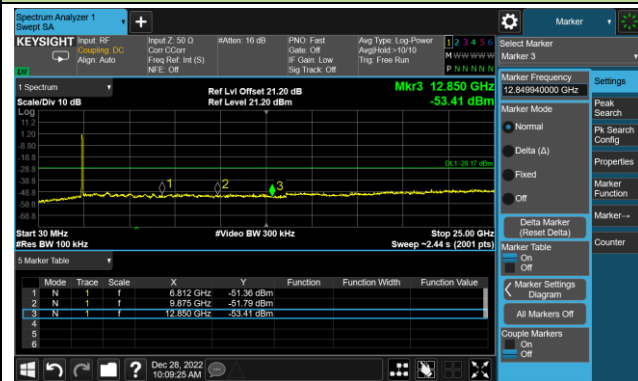 Spectrum Analyzer 1
Swept SA
+
Marker
KEYSIGHT
Input: RF
Coupling: DC
Align: Auto
Input Z: 50 Ω
Corr CCorr
Freq Ref: Int (S)
NFE: Off
#Atten: 16 dB
PNO: Fast
Gate: Off
IF Gain: Low
Sig Track: Off
Avg Type: Log-Power
Avg|Hold:>10/10
Trig: Free Run
1 2 3 4 5 6
M W W W W W
P N N N N N
Select Marker
Marker 3
LW
1 Spectrum
Scale/Div 10 dB
Log
Ref Lvl Offset 21.20 dB
Ref Level 21.20 dBm
Mkr3 12.850 GHz
-53.41 dBm
11.2
1.20
-8.80
-18.8
-28.8
-38.8
-48.8
-58.8
-68.8
DL1 -28.17 dBm
1
2
3
Start 30 MHz
#Res BW 100 kHz
#Video BW 300 kHz
Stop 25.00 GHz
Sweep ~2.44 s (2001 pts)
5 Marker Table
Mode Trace Scale X Y Function Function Width Function Value
1 N 1 f 6.812 GHz -51.36 dBm
2 N 1 f 9.875 GHz -51.79 dBm
3 N 1 f 12.850 GHz -53.41 dBm
4
5
6
Marker Frequency
12.849940000 GHz
Marker Mode
Normal
Delta (Δ)
Fixed
Off
Delta Marker
(Reset Delta)
Marker Table
On
Off
Marker Settings
Diagram
All Markers Off
Couple Markers
On
Off
Settings
Peak
Search
Pk Search
Config
Properties
Marker
Function
Marker→
Counter
?
Dec 28, 2022
10:09:25 AM